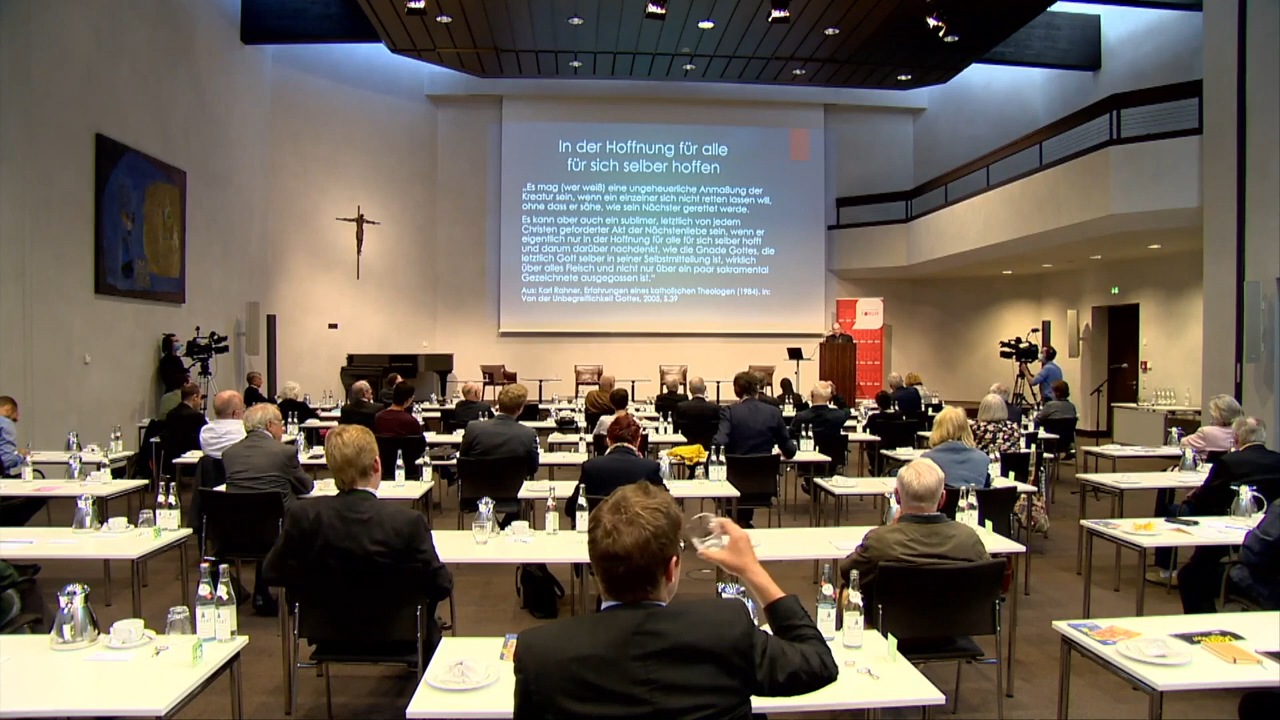 In der Hoffnung für alle
für sich selber hoffen
„Es mag (wer weiß) eine ungeheuerliche Anmaßung der
Kreatur sein, wenn ein einzelner sich nicht retten lassen will,
ohne dass er sähe, wie sein Nächster gerettet werde.
Es kann aber auch ein sublimer, letztlich von jedem
Christen geforderter Akt der Nächstenliebe sein, wenn er
eigentlich nur in der Hoffnung für alle für sich selber hofft
und darum darüber nachdenkt, wie die Gnade Gottes, die
letztlich Gott selber in seiner Selbstmitteilung ist, wirklich
über alles Fleisch und nicht nur über ein paar sakramental
Gezeichnete ausgegossen ist.“
Aus: Karl Rahner, Erfahrungen eines katholischen Theologen (1984). In:
Von der Unbegreiflichkeit Gottes, 2005, S.39
FORUM